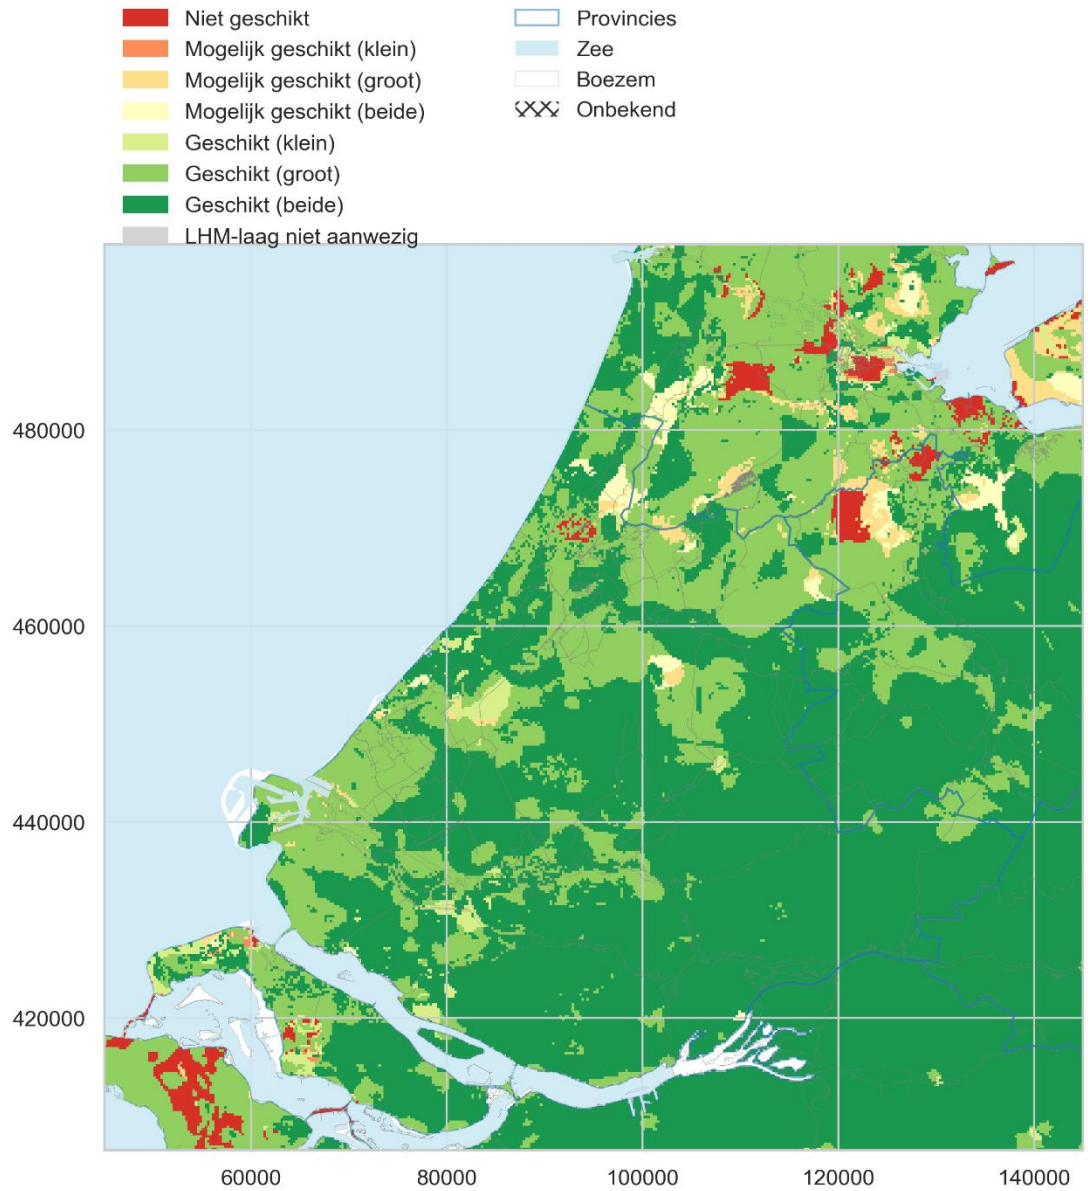 Niet geschikt
Mogelijk geschikt (klein)
Mogelijk geschikt (groot)
Mogelijk geschikt (beide)
Geschikt (klein)
Geschikt (groot)
Geschikt (beide)
LHM-laag niet aanwezig
Provincies
Zee
Boezem
Onbekend
480000
460000
440000
420000
60000
80000
100000
120000
140000